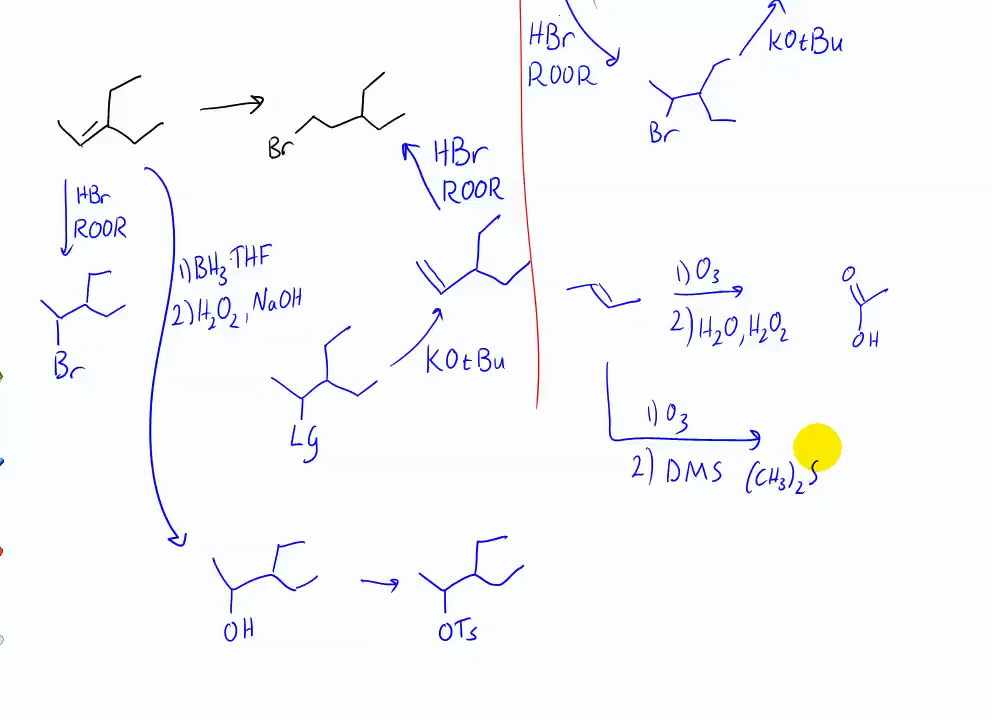 HBr
ROOR
KOtBu
Br
Br
HBr
ROOR
HBr
ROOR
1) BH₃·THF
2) H₂O₂, NaOH
Br
KOtBu
LG
1) O₃
2) H₂O, H₂O₂
O
OH
1) O₃
2) DMS (CH₃)₂S
OH
OTs